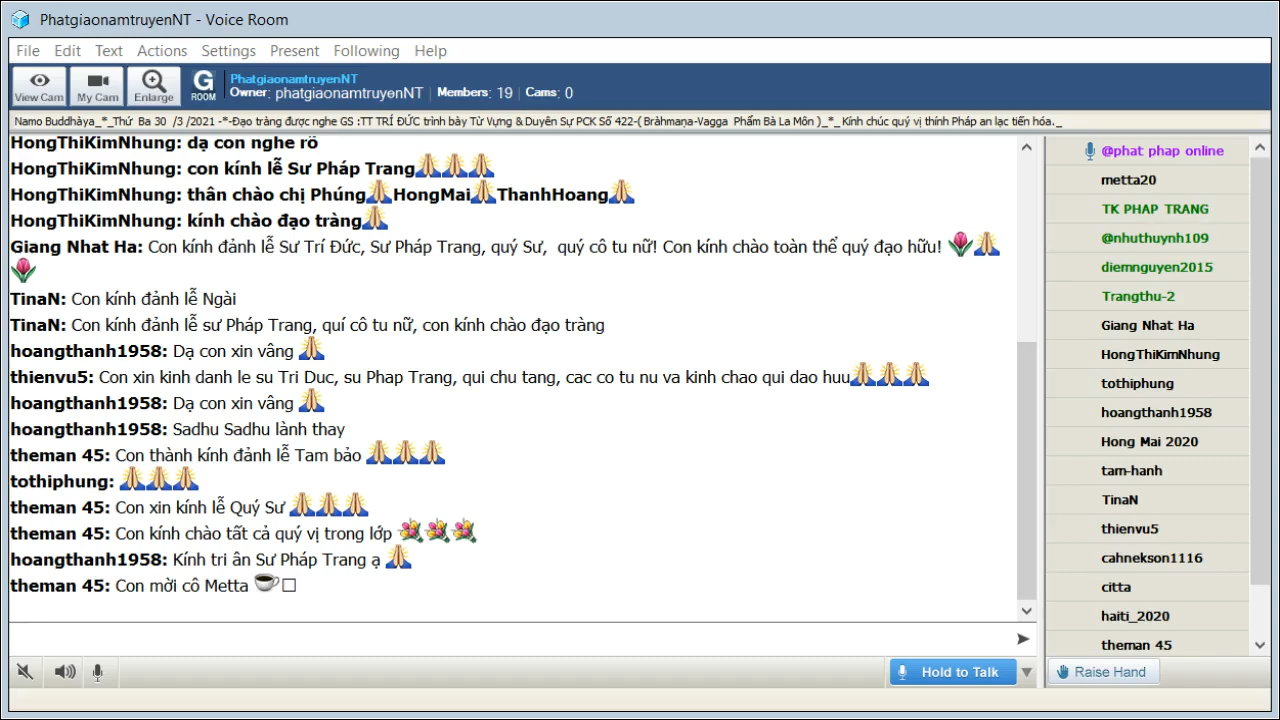 PhatgiaonamtruyenNT - Voice Room
File Edit Text Actions Settings Present Following Help
View Cam My Cam Enlarge G ROOM PhatgiaonamtruyenNT
Owner: phatgiaonamtruyenNT | Members: 19 | Cams: 0
Namo Buddhàya_*_Thứ Ba 30 /3 /2021 -*-Đạo tràng được nghe GS :TT TRÍ ĐỨC trình bày Từ Vựng & Duyên Sự PCK Số 422-( Bràhmaṇa-Vagga Phẩm Bà La Môn )_*_ Kính chúc quý vị thính Pháp an lạc tiến hóa._
HongThiKimNhung: dạ con nghe rõ
HongThiKimNhung: con kính lễ Sư Pháp Trang🙏🙏🙏
HongThiKimNhung: thân chào chị Phúng🙏HongMai🙏ThanhHoang🙏
HongThiKimNhung: kính chào đạo tràng🙏
Giang Nhat Ha: Con kính đảnh lễ Sư Trí Đức, Sư Pháp Trang, quý Sư, quý cô tu nữ! Con kính chào toàn thể quý đạo hữu! 🌷🙏
🌷
TinaN: Con kính đảnh lễ Ngài
TinaN: Con kính đảnh lễ sư Pháp Trang, quí cô tu nữ, con kính chào đạo tràng
hoangthanh1958: Dạ con xin vâng 🙏
thienvu5: Con xin kinh danh le su Tri Duc, su Phap Trang, qui chu tang, cac co tu nu va kinh chao qui dao huu🙏🙏🙏
hoangthanh1958: Dạ con xin vâng 🙏
hoangthanh1958: Sadhu Sadhu lành thay
theman 45: Con thành kính đảnh lễ Tam bảo 🙏🙏🙏
tothiphung: 🙏🙏🙏
theman 45: Con xin kính lễ Quý Sư 🙏🙏🙏
theman 45: Con kính chào tất cả quý vị trong lớp 💐💐💐
hoangthanh1958: Kính tri ân Sư Pháp Trang ạ 🙏
theman 45: Con mời cô Metta ☕□
@phat phap online
metta20
TK PHAP TRANG
@nhuthuynh109
diemnguyen2015
Trangthu-2
Giang Nhat Ha
HongThiKimNhung
tothiphung
hoangthanh1958
Hong Mai 2020
tam-hanh
TinaN
thienvu5
cahnekson1116
citta
haiti_2020
theman 45
Hold to Talk
Raise Hand